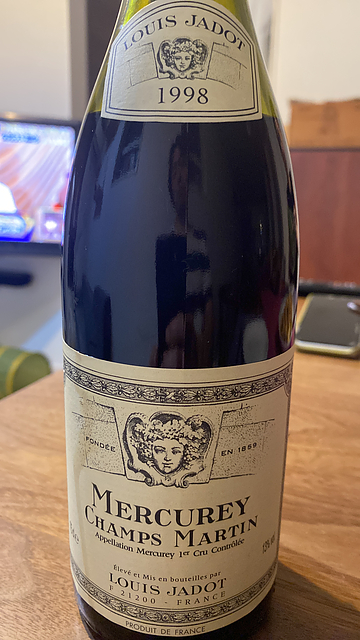 LOUIS JADOT
1998
FONDÉE EN 1859
MERCUREY
CHAMPS MARTIN
Appellation Mercurey 1er Cru Contrôlée
Élevé et Mis en bouteilles par
LOUIS JADOT
F 21200 - FRANCE
PRODUIT DE FRANCE